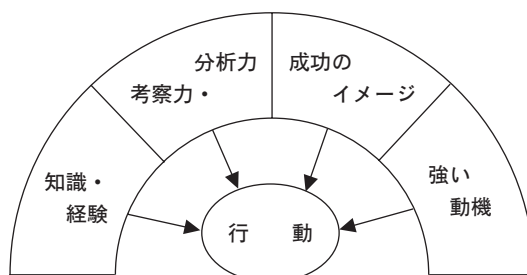 分析力
考察力・
成功の
イメージ
知識・
経験
強い
動機
行　動